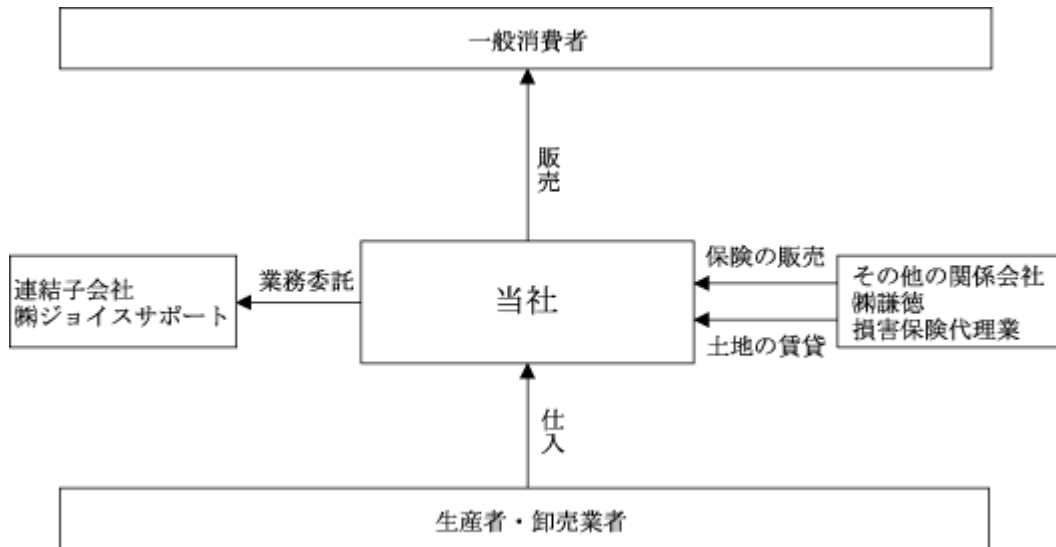 一般消費者
販売
連結子会社
㈱ジョイスサポート
業務委託
当社
保険の販売
土地の賃貸
その他の関係会社
㈱謙徳
損害保険代理業
仕入
生産者・卸売業者